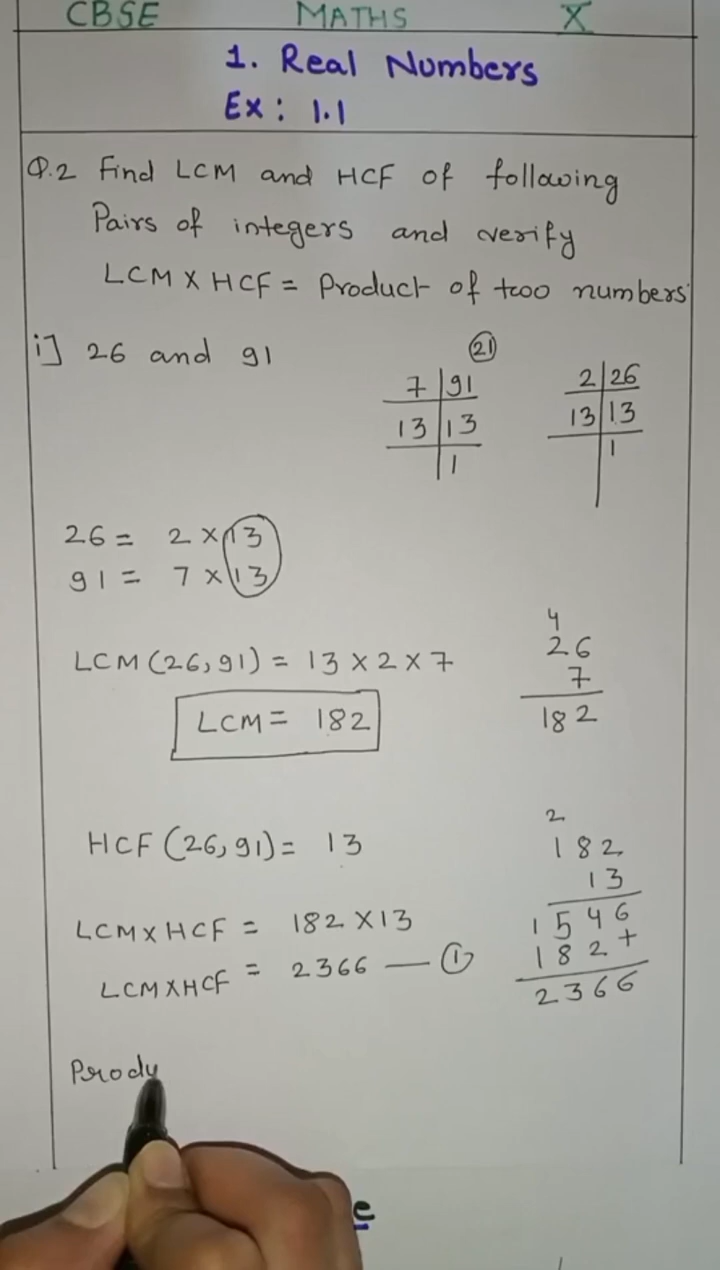 CBSE MATHS X
1. Real Numbers
Ex: 1.1
Q.2 Find LCM and HCF of following
Pairs of integers and verify
LCM X HCF = Product of two numbers
i] 26 and 91
21
7 91
13 13
1
2 26
13 13
1
26 = 2 × 13
91 = 7 × 13
LCM (26,91) = 13 × 2 × 7
LCM = 182
4
26
7
182
HCF (26,91) = 13
LCM X HCF = 182 × 13
LCM X HCF = 2366 — 1
2
182
13
1 546
182 +
2366
Produ
e